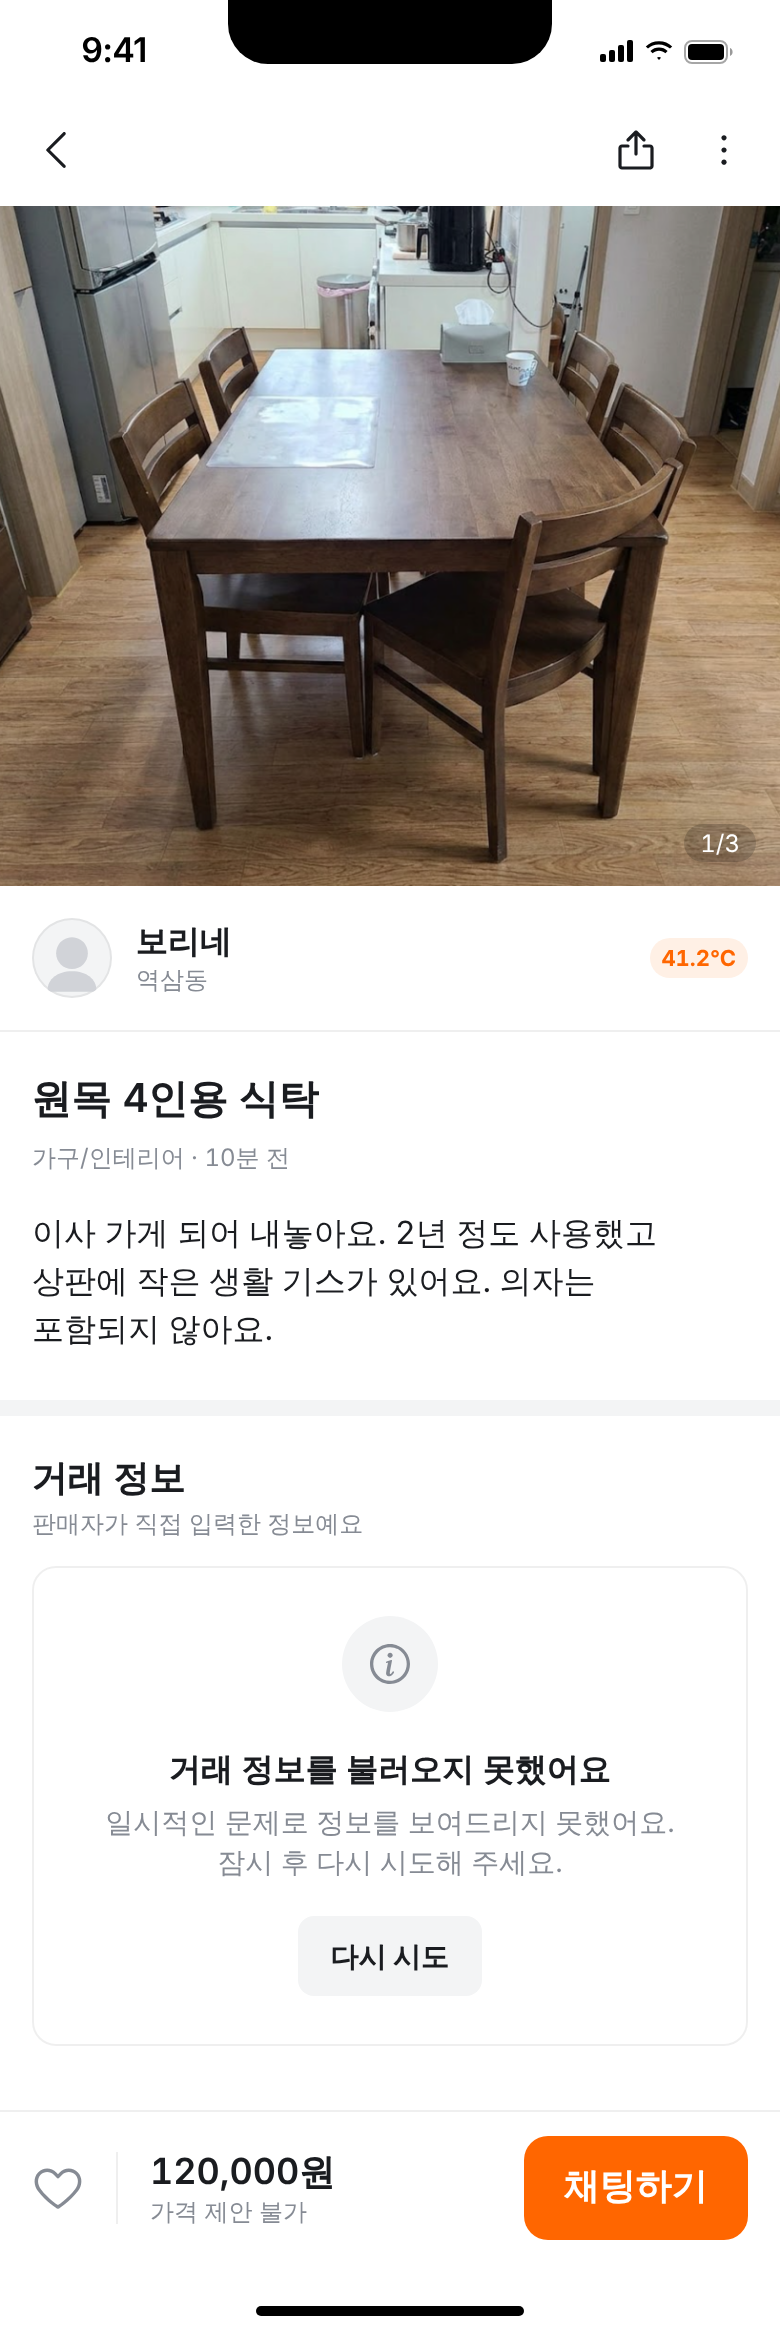 9:41
1/3
보리네
역삼동
41.2°C
원목 4인용 식탁
가구/인테리어 · 10분 전
이사 가게 되어 내놓아요. 2년 정도 사용했고
상판에 작은 생활 기스가 있어요. 의자는
포함되지 않아요.
거래 정보
판매자가 직접 입력한 정보예요
거래 정보를 불러오지 못했어요
일시적인 문제로 정보를 보여드리지 못했어요.
잠시 후 다시 시도해 주세요.
다시 시도
120,000원
가격 제안 불가
채팅하기